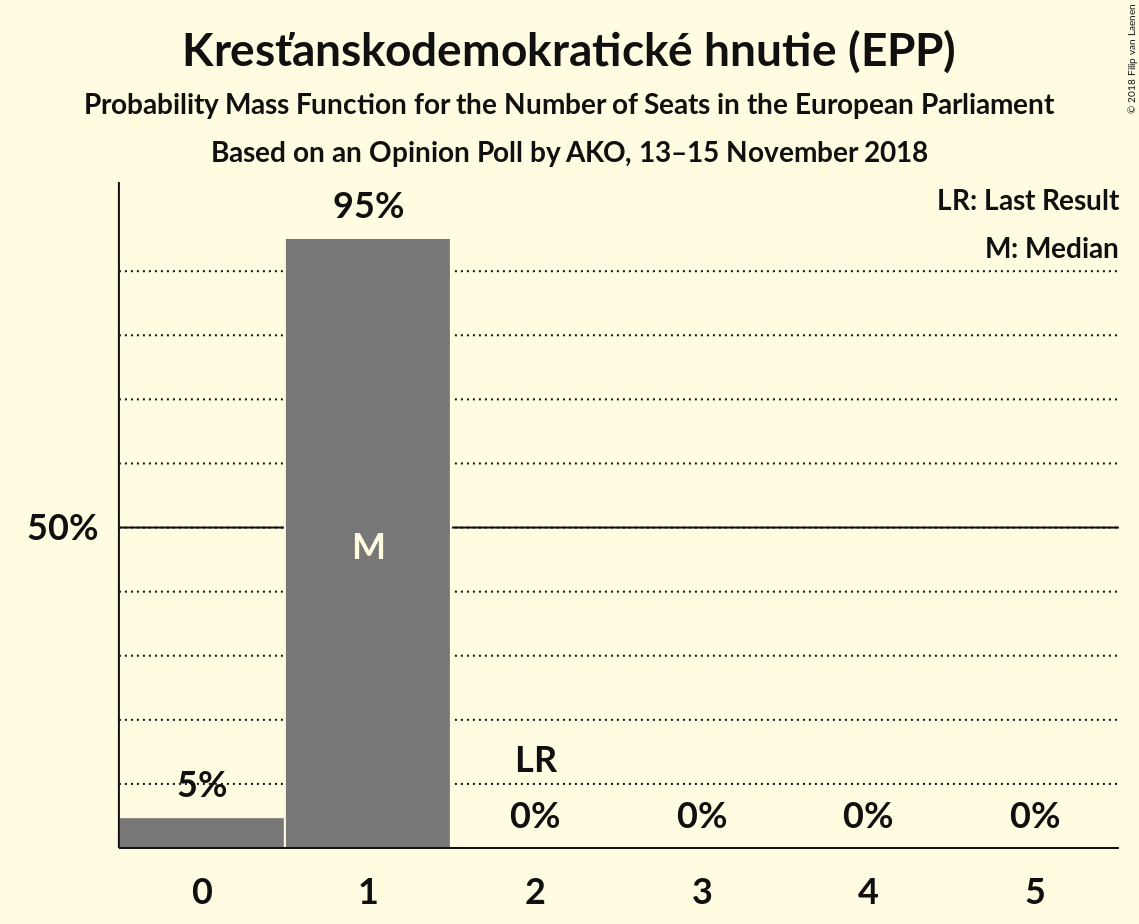 Kresťanskodemokratické hnutie (EPP)
Probability Mass Function for the Number of Seats in the European Parliament
Based on an Opinion Poll by AKO, 13–15 November 2018
© 2018 Filip van Laenen
LR: Last Result
M: Median
95%
50%
M
LR
5%
0%
0%
0%
0%
0
1
2
3
4
5